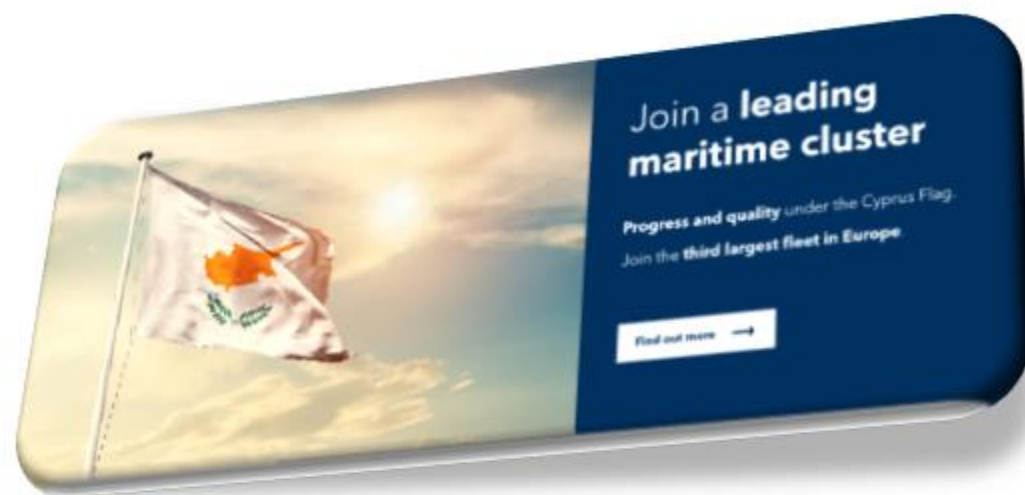 Join a leading
maritime cluster
Progress and quality under the Cyprus Flag.
Join the third largest fleet in Europe
Find out more →